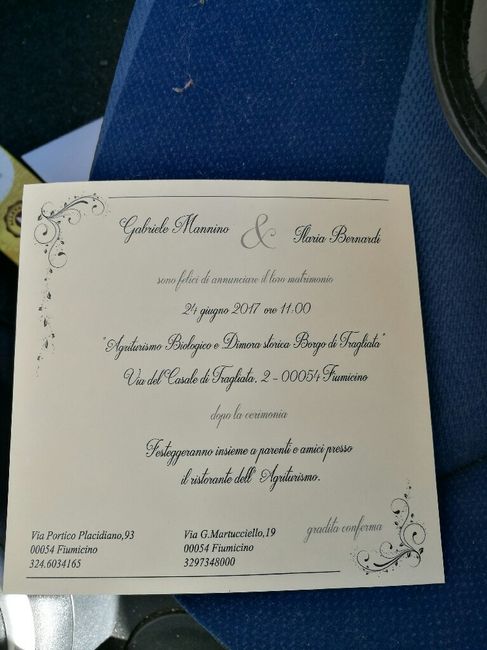 Gabriele Mannino & Ilaria Bernardi
sono felici di annunciare il loro matrimonio
24 giugno 2017 ore 11:00
"Agriturismo Biologico e Dimora storica Borgo di Tragliata"
Via del Casale di Tragliata, 2 - 00054 Fiumicino
dopo la cerimonia
Festeggeranno insieme a parenti e amici presso
il ristorante dell' Agriturismo.
gradita conferma
Via Portico Placidiano,93
00054 Fiumicino
324.6034165
Via G.Martucciello,19
00054 Fiumicino
3297348000